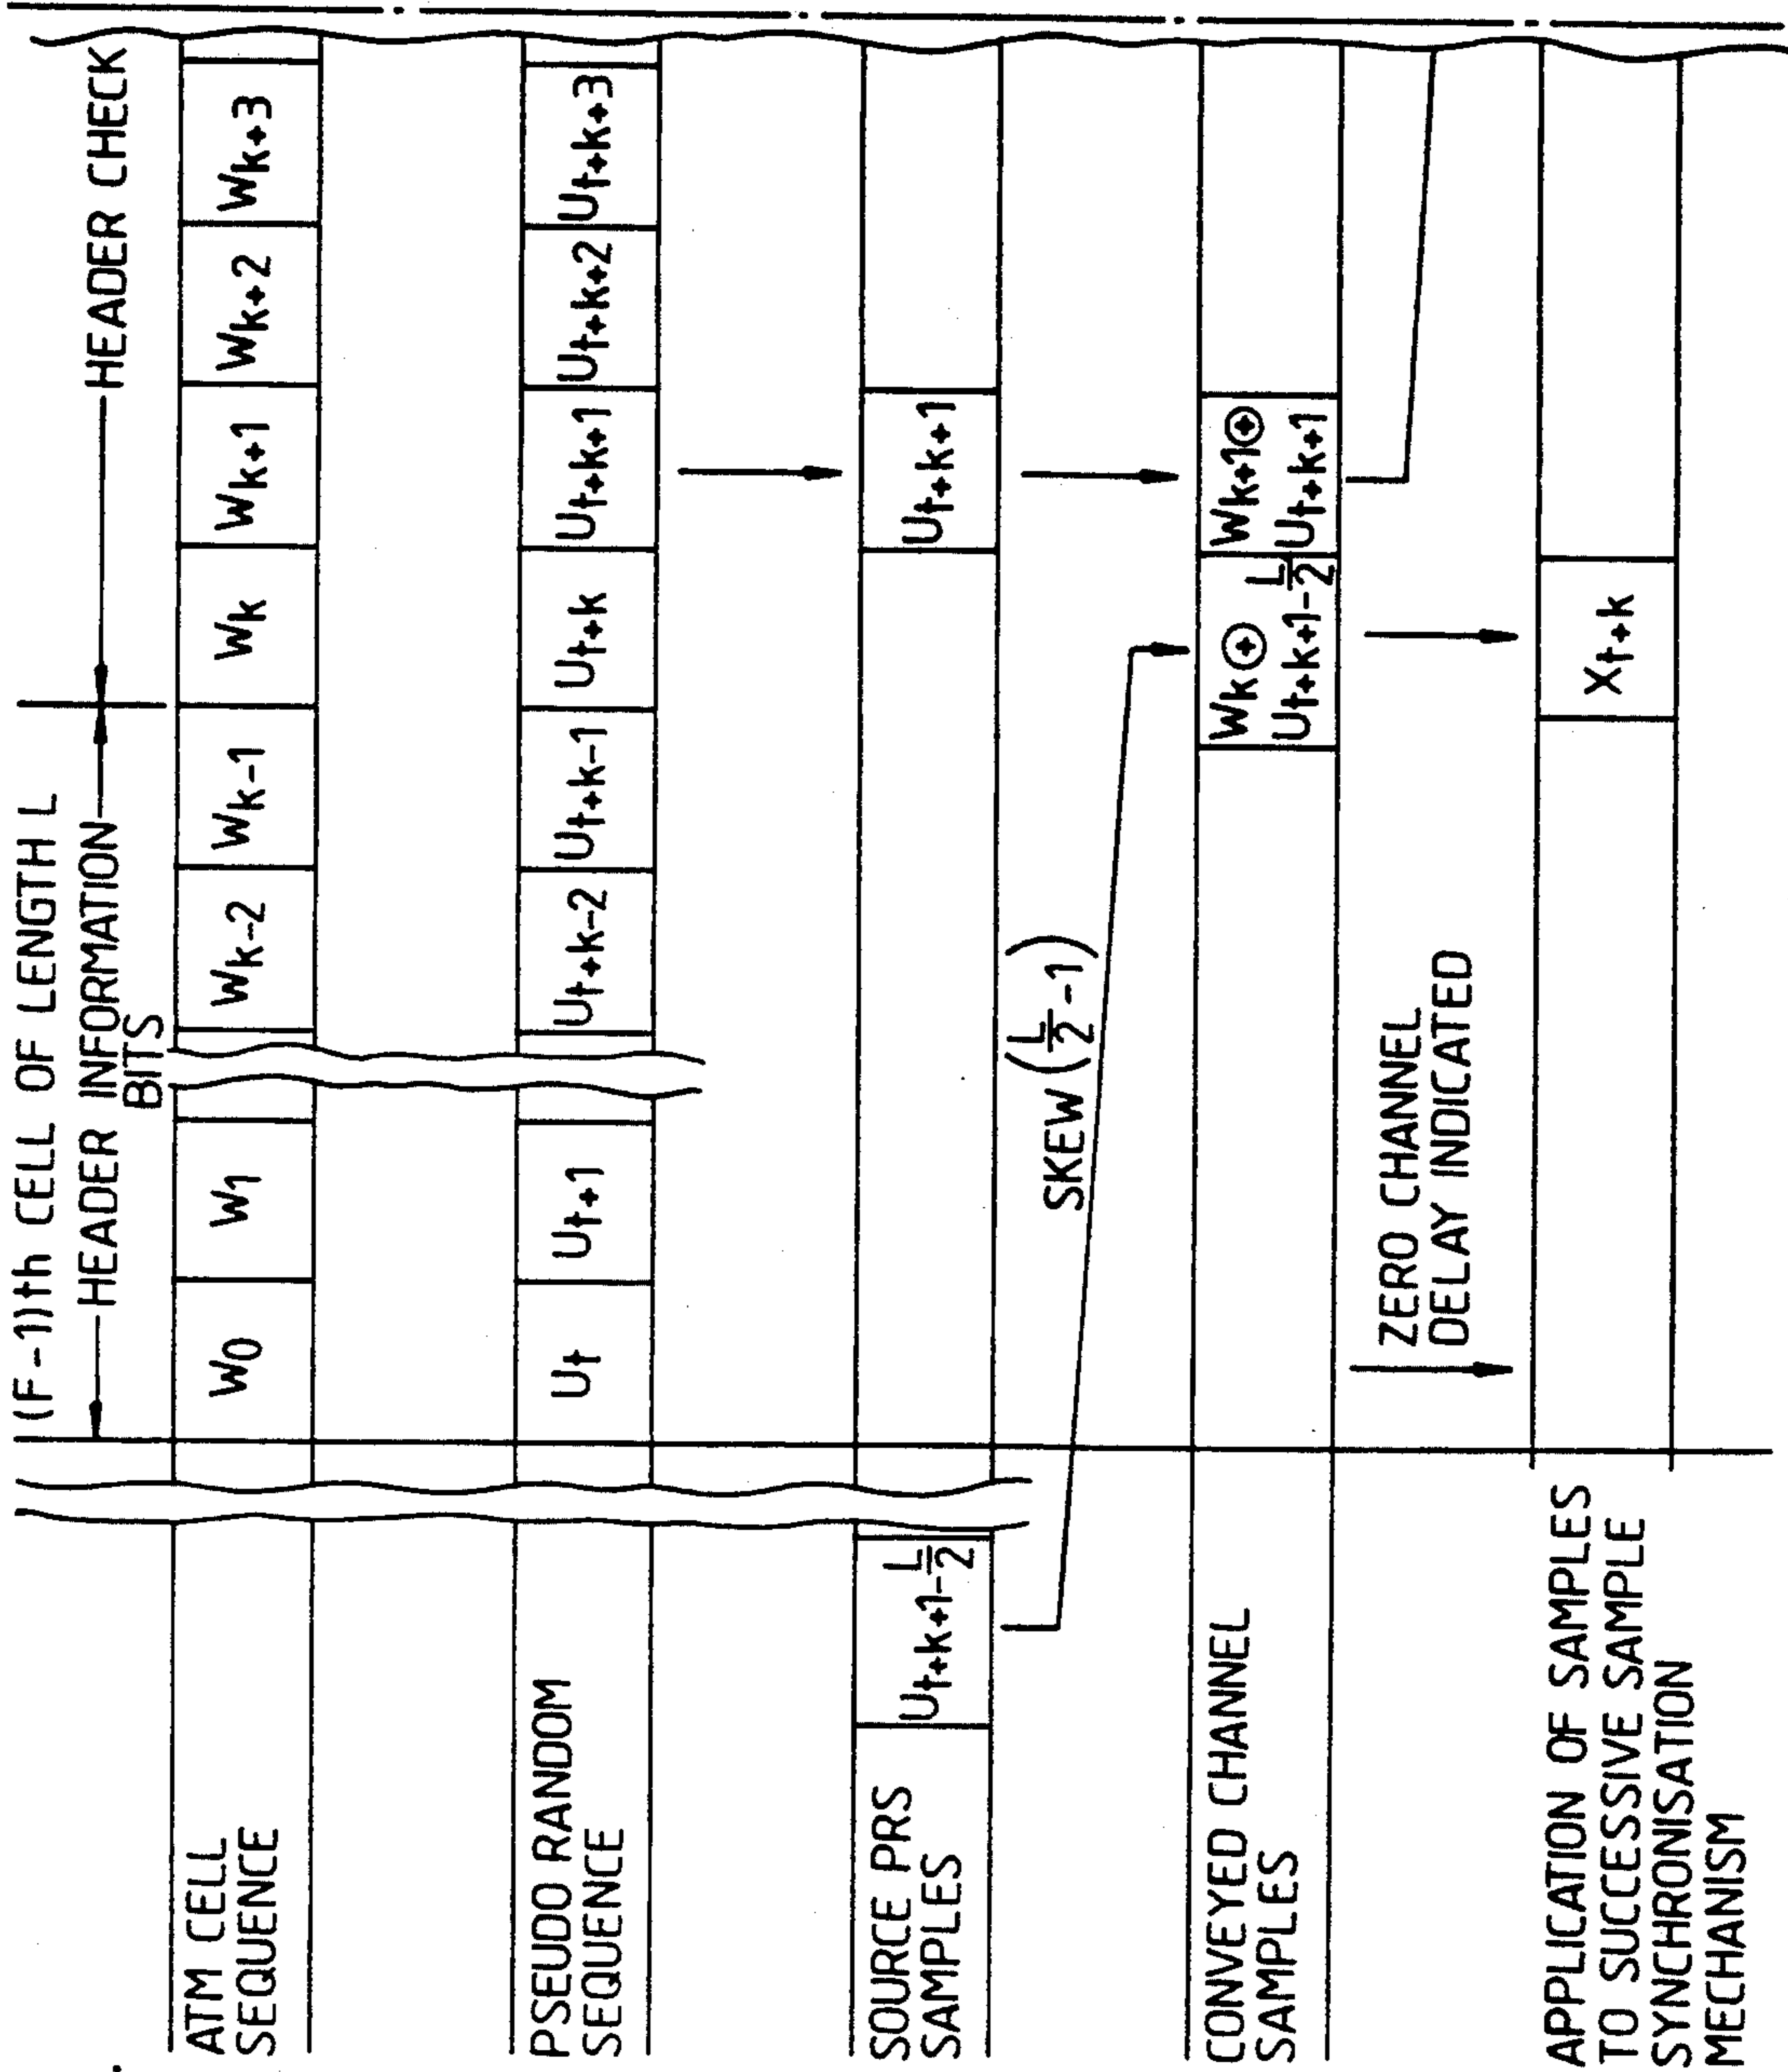 (F-1)th CELL OF LENGTH L
HEADER INFORMATION
BITS
HEADER CHECK
ATM CELL
SEQUENCE
W0 W1 Wk-2 Wk-1 Wk Wk+1 Wk+2 Wk+3
PSEUDO RANDOM
SEQUENCE
Ut Ut+1 Ut+k-2 Ut+k-1 Ut+k Ut+k+1 Ut+k+2 Ut+k+3
SOURCE PRS
SAMPLES
Ut+k+1-L/2 Ut+k+1
SKEW (L/2 -1)
CONVEYED CHANNEL
SAMPLES
Wk⊕ Wk+1⊕
Ut+k+1-L/2 Ut+k+1
ZERO CHANNEL
DELAY INDICATED
APPLICATION OF SAMPLES
TO SUCCESSIVE SAMPLE
SYNCHRONISATION
MECHANISM
Xt+k